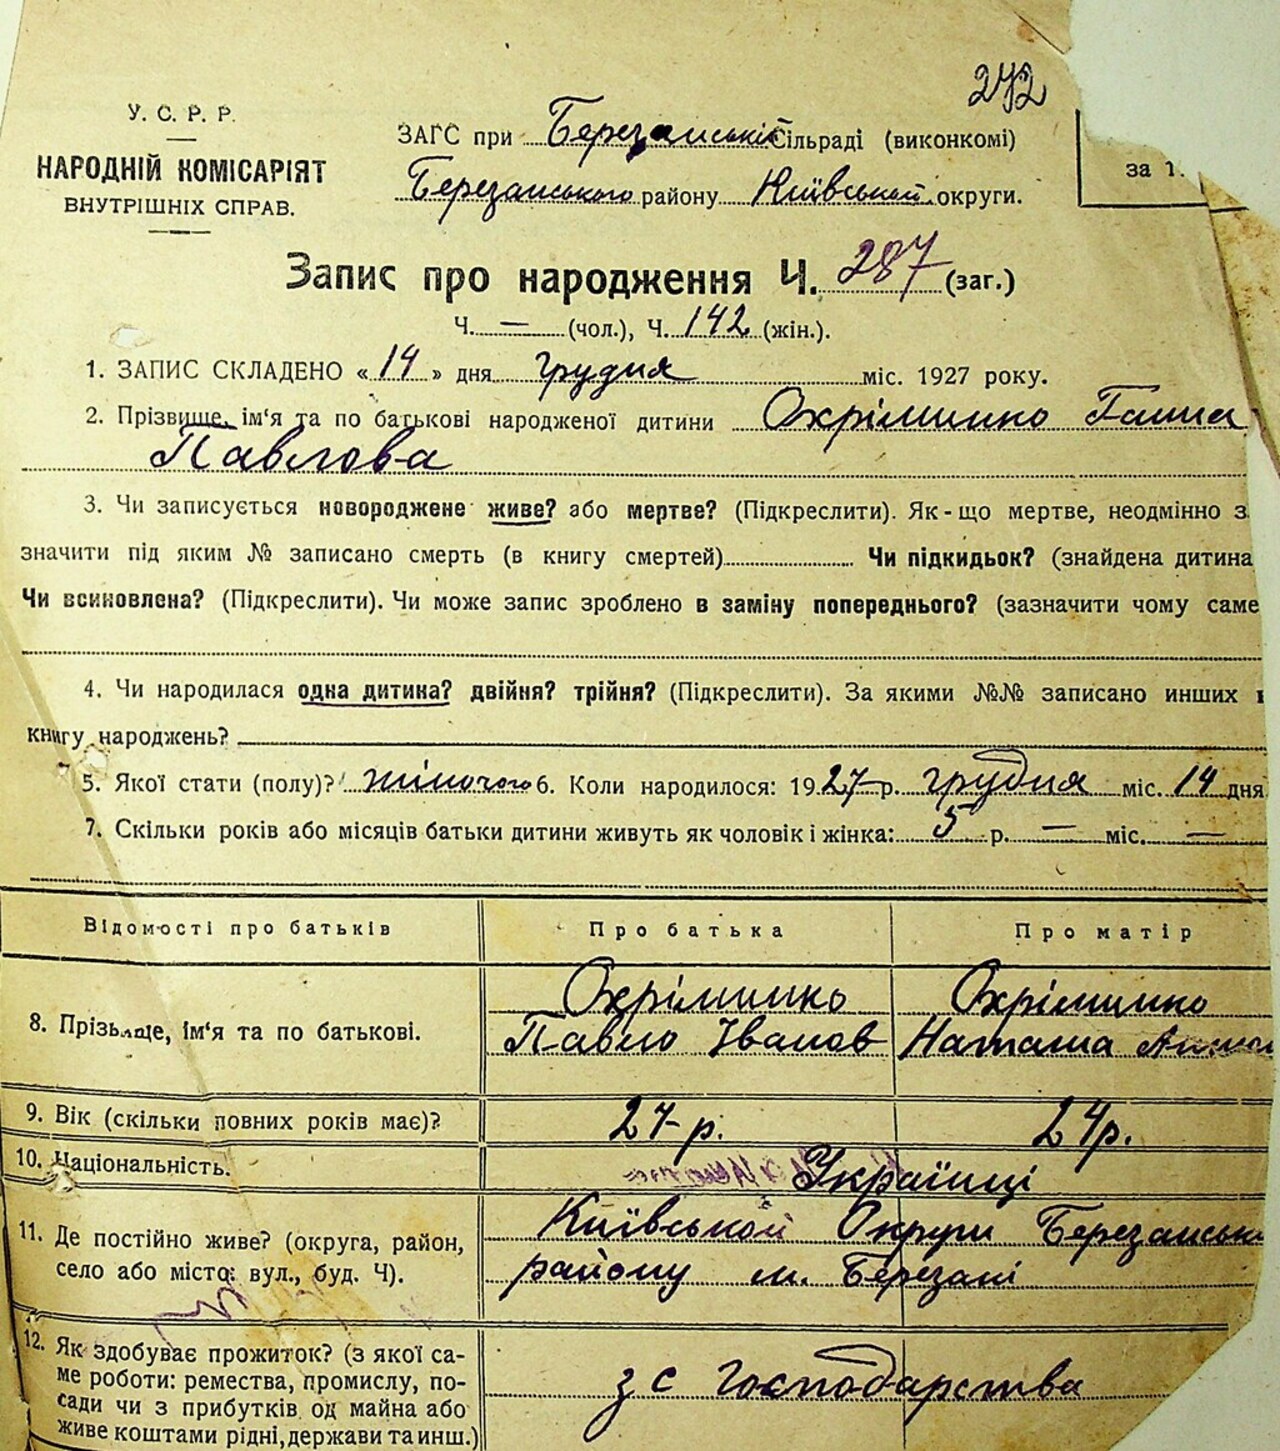 242
У. С. Р. Р.
НАРОДНІЙ КОМІСАРІЯТ
ВНУТРІШНІХ СПРАВ.
ЗАГС при Березанській Сільраді (виконкомі)
Березанського району Київської округи.
за 1
Запис про народження Ч. 287 (заг.)
Ч. — (чол.), Ч. 142 (жін.).
1. ЗАПИС СКЛАДЕНО « 14 » дня грудня міс. 1927 року.
2. Прізвище, ім'я та по батькові народженої дитини Охріминко Ганна
Павлова
3. Чи записується новороджене живе? або мертве? (Підкреслити). Як-що мертве, неодмінно з
значити під яким № записано смерть (в книгу смертей) Чи підкидьок? (знайдена дитина
Чи всиновлена? (Підкреслити). Чи може запис зроблено в заміну попереднього? (зазначити чому саме
4. Чи народилася одна дитина? двійня? трійня? (Підкреслити). За якими №№ записано инших
книгу народжень?
5. Якої стати (полу)? жіночого 6. Коли народилося: 1927 р. грудня міс. 14 дня
7. Скільки років або місяців батьки дитини живуть як чоловік і жінка: 5 р. — міс. —
Відомості про батьків Про батька Про матір
8. Прізвище, ім'я та по батькові. Охріминко Павло Іванов Охріминко Наташа
9. Вік (скільки повних років має)? 27 р. 24 р.
10. Національність. Українці
11. Де постійно живе? (округа, район, Київської Округи Березанськ
село або місто: вул., буд. Ч). району м. Березані
12. Як здобуває прожиток? (з якої са-
ме роботи: ремества, промислу, по- з с господарства
сади чи з прибутків од майна або
живе коштами рідні, держави та инш.)